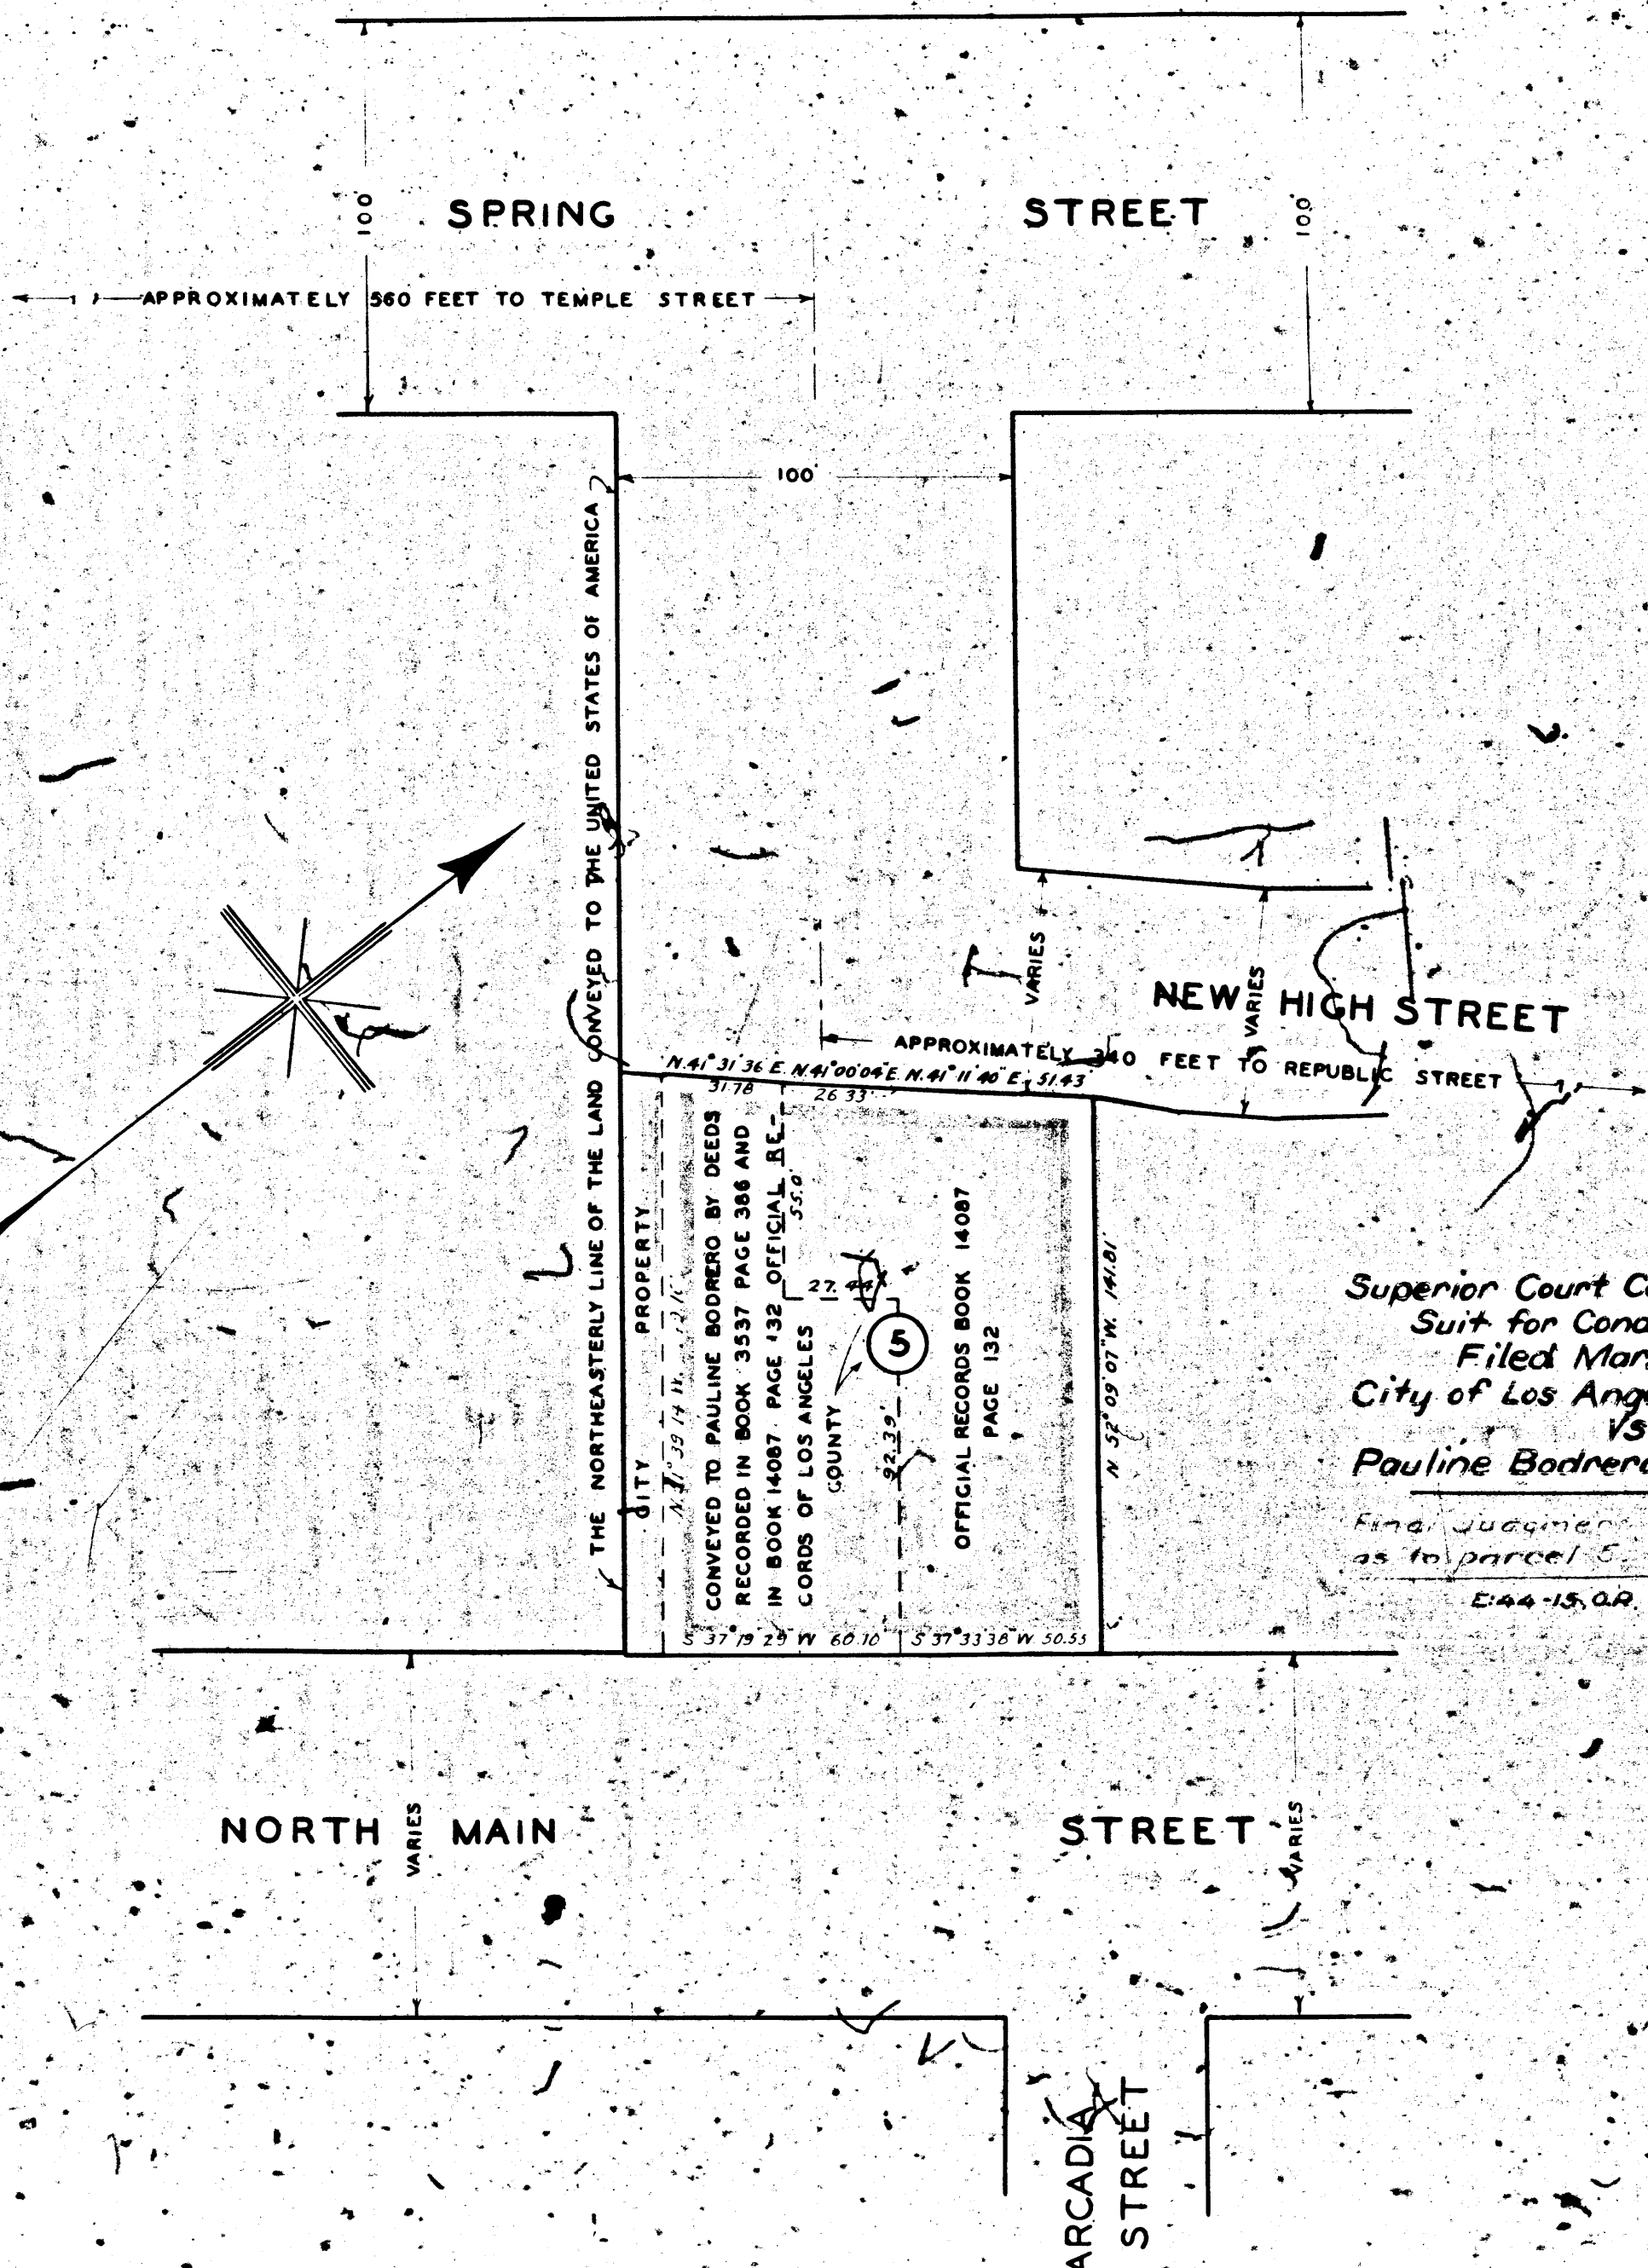 100'
SPRING STREET
100'
APPROXIMATELY 560 FEET TO TEMPLE STREET
100'
THE NORTHEASTERLY LINE OF THE LAND CONVEYED TO THE UNITED STATES OF AMERICA
VARIES
VARIES
NEW HIGH STREET
APPROXIMATELY 340 FEET TO REPUBLIC STREET
N.41°31'36"E. N.41°00'04"E. N.41°11'40"E. 51.43'
31.78' 26.33'
CITY PROPERTY
CONVEYED TO PAULINE BODRERO BY DEEDS
RECORDED IN BOOK 3537 PAGE 386 AND
IN BOOK 14087 PAGE 132 OFFICIAL RE-
CORDS OF LOS ANGELES
COUNTY
55.0'
27.44'
5
92.39'
OFFICIAL RECORDS BOOK 14087
PAGE 132
N 52°09'07" W. 141.81'
S 37°19'29" W 60.10' S 37°33'38" W 50.55
Superior Court
Suit for
Filed
City of Los
Vs
Pauline
Final
as to parcel 5
E:44-15, O.R.
NORTH MAIN STREET
VARIES
VARIES
ARCADIA
STREET